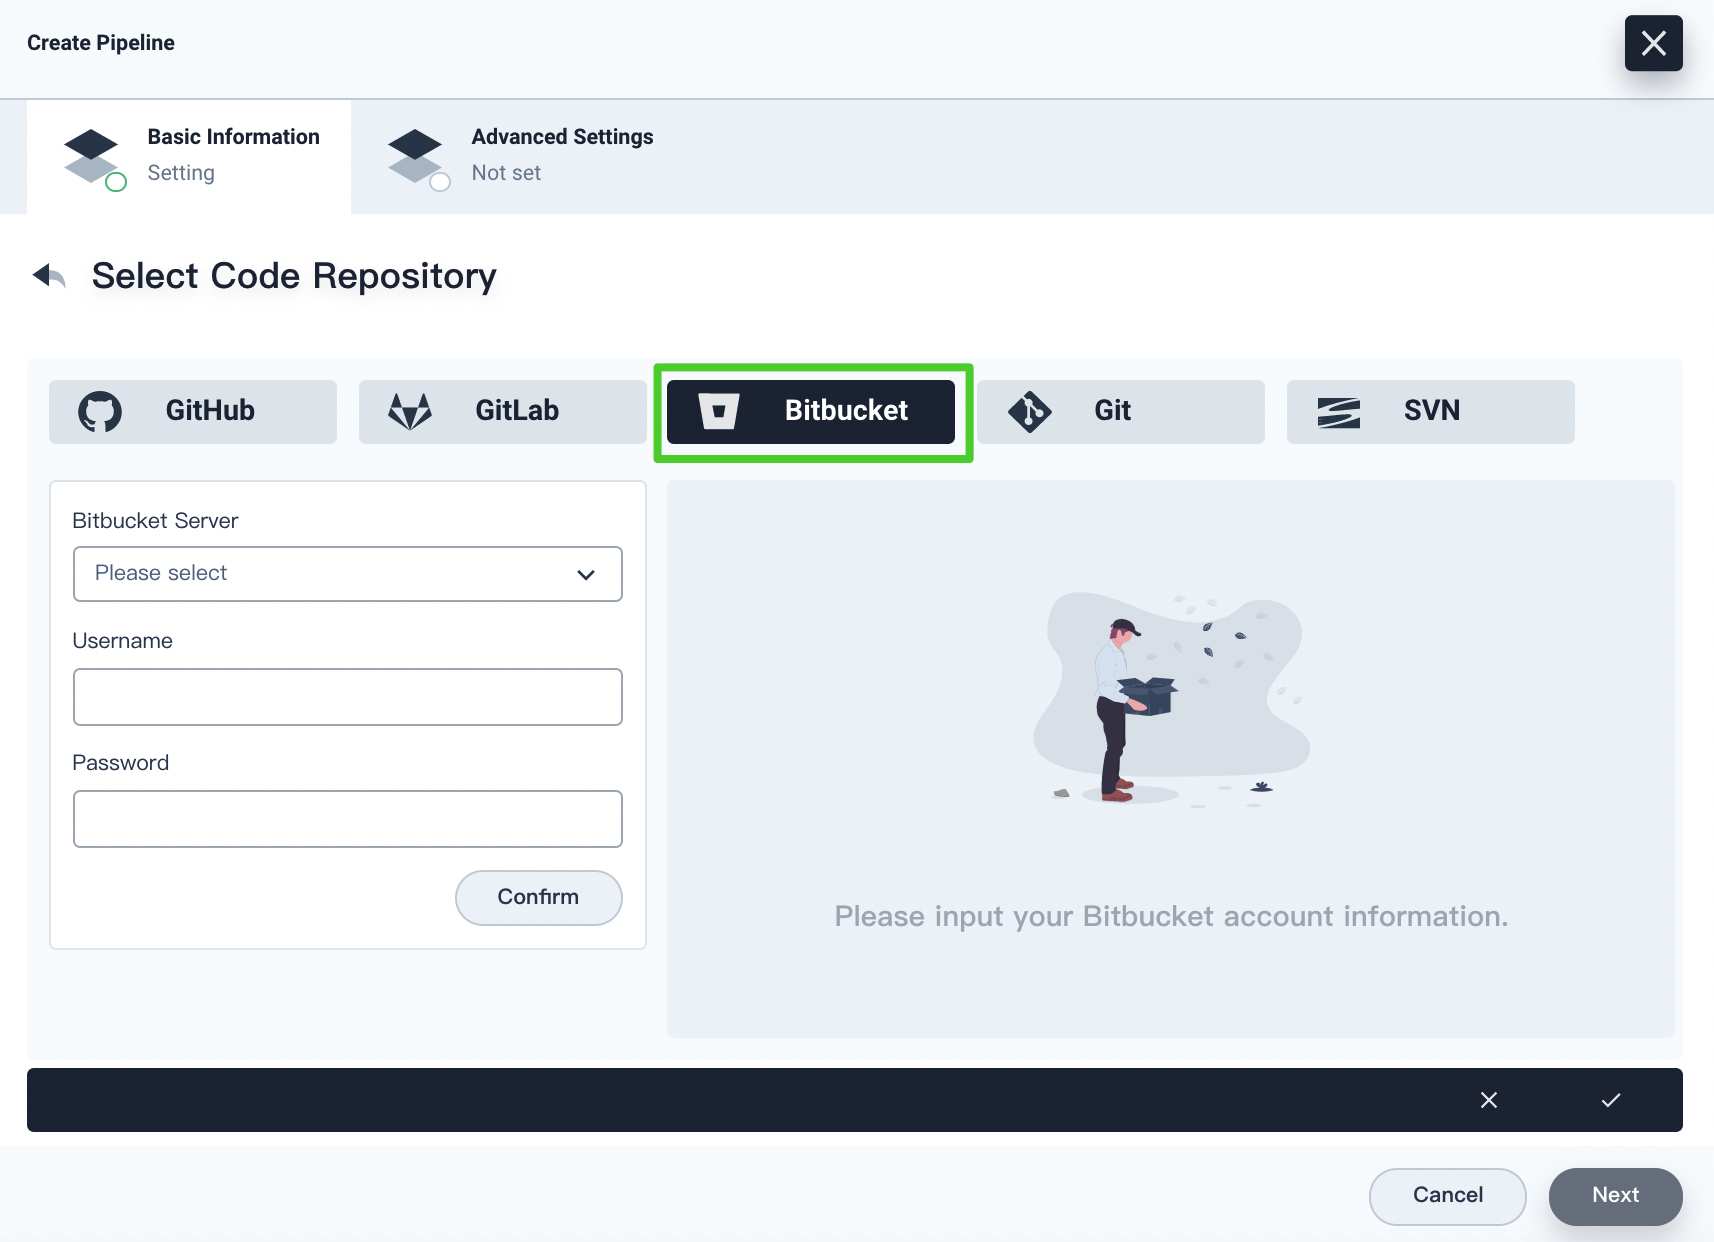 Create Pipeline
Basic Information
Setting
Advanced Settings
Not set
Select Code Repository
GitHub
GitLab
Bitbucket
Git
SVN
Bitbucket Server
Please select
Username
Password
Confirm
Please input your Bitbucket account information.
Cancel
Next